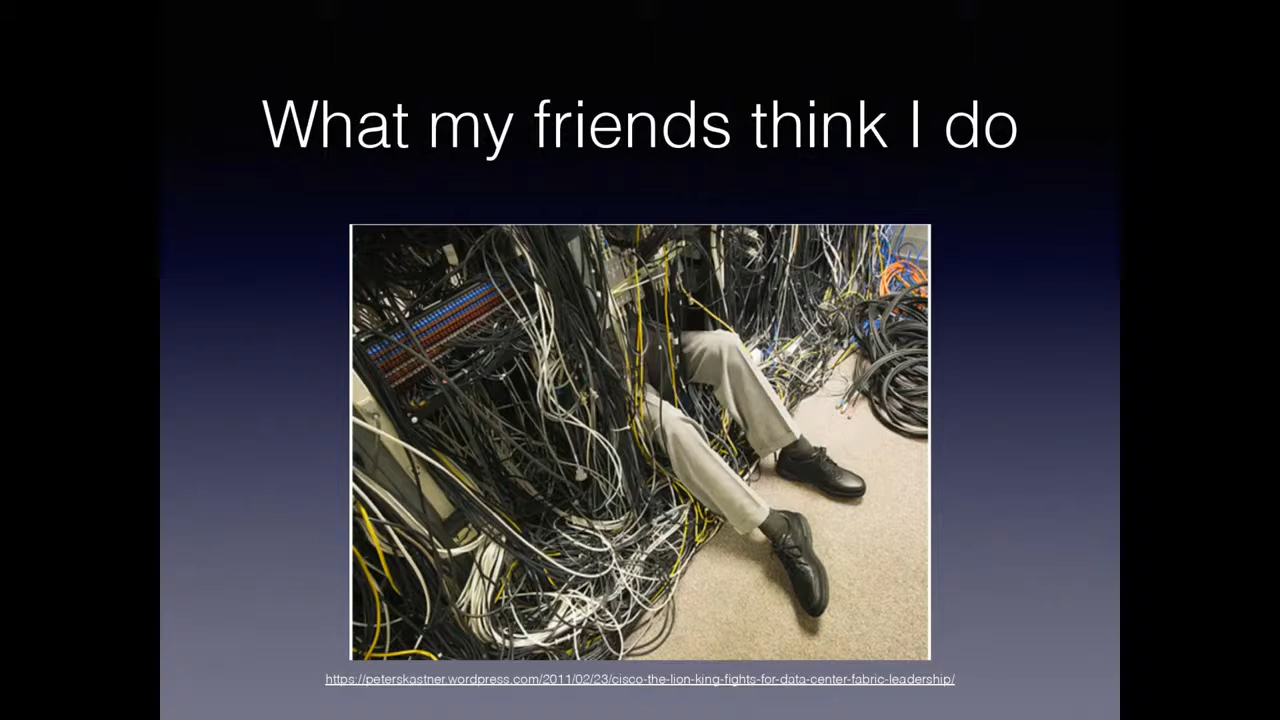 What my friends think I do
https://peterskastner.wordpress.com/2011/02/23/cisco-the-lion-king-fights-for-data-center-fabric-leadership/